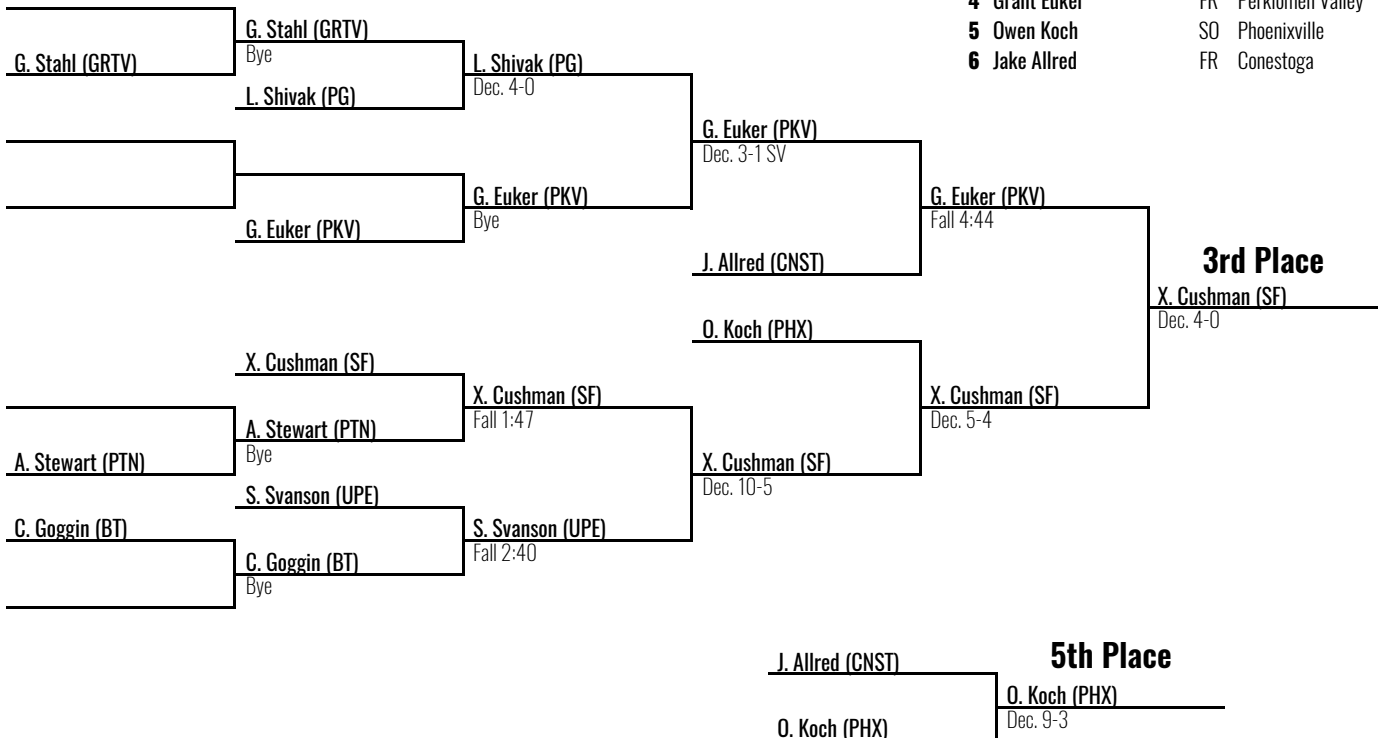 4 Grant Euker FR Perkiomen Valley
5 Owen Koch SO Phoenixville
6 Jake Allred FR Conestoga
G. Stahl (GRTV)
G. Stahl (GRTV)
Bye
L. Shivak (PG)
L. Shivak (PG)
Dec. 4-0
G. Euker (PKV)
G. Euker (PKV)
Bye
G. Euker (PKV)
Dec. 3-1 SV
J. Allred (CNST)
G. Euker (PKV)
Fall 4:44
3rd Place
X. Cushman (SF)
Dec. 4-0
O. Koch (PHX)
X. Cushman (SF)
A. Stewart (PTN)
A. Stewart (PTN)
Bye
X. Cushman (SF)
Fall 1:47
X. Cushman (SF)
Dec. 5-4
X. Cushman (SF)
Dec. 10-5
S. Svanson (UPE)
C. Goggin (BT)
C. Goggin (BT)
Bye
S. Svanson (UPE)
Fall 2:40
5th Place
J. Allred (CNST)
O. Koch (PHX)
O. Koch (PHX)
Dec. 9-3